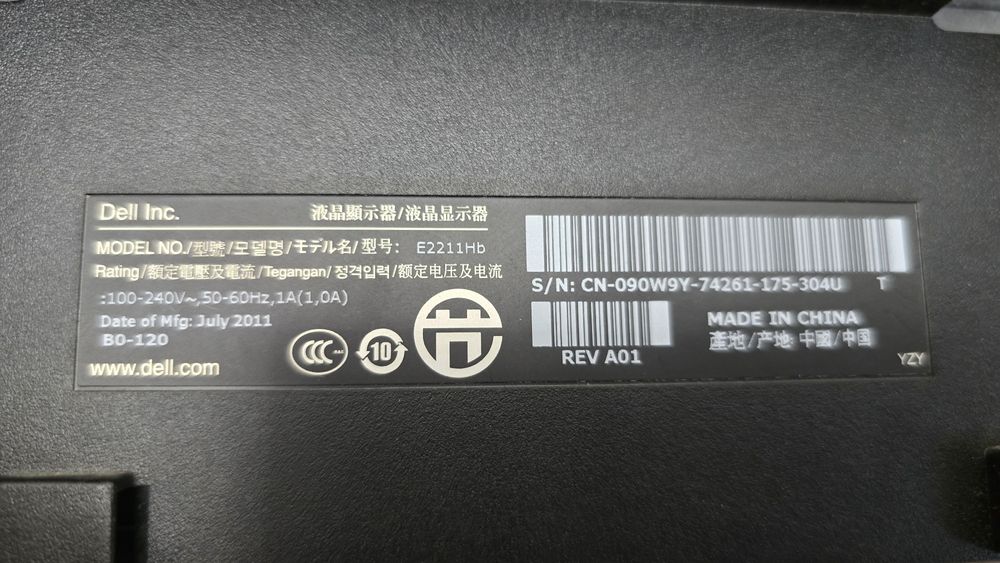 Dell Inc. 液晶顯示器/液晶显示器
MODEL NO./型號/모델명/モデル名/型号: E2211Hb
Rating/額定電壓及電流/Tegangan/정격입력/额定电压及电流
:100-240V~,50-60Hz,1A(1,0A)
Date of Mfg: July 2011
B0-120
www.dell.com
CCC
10
S/N: CN-090W9Y-74261-175-304U T
REV A01
MADE IN CHINA
產地/产地: 中國/中国
YZY